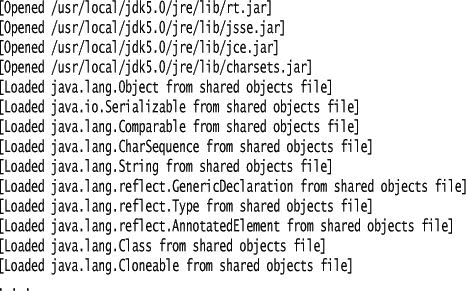 [Opened /usr/local/jdk5.0/jre/lib/rt.jar]
[Opened /usr/local/jdk5.0/jre/lib/jsse.jar]
[Opened /usr/local/jdk5.0/jre/lib/jce.jar]
[Opened /usr/local/jdk5.0/jre/lib/charsets.jar]
[Loaded java.lang.Object from shared objects file]
[Loaded java.io.Serializable from shared objects file]
[Loaded java.lang.Comparable from shared objects file]
[Loaded java.lang.CharSequence from shared objects file]
[Loaded java.lang.String from shared objects file]
[Loaded java.lang.reflect.GenericDeclaration from shared objects file]
[Loaded java.lang.reflect.Type from shared objects file]
[Loaded java.lang.reflect.AnnotatedElement from shared objects file]
[Loaded java.lang.Class from shared objects file]
[Loaded java.lang.Cloneable from shared objects file]
. . .